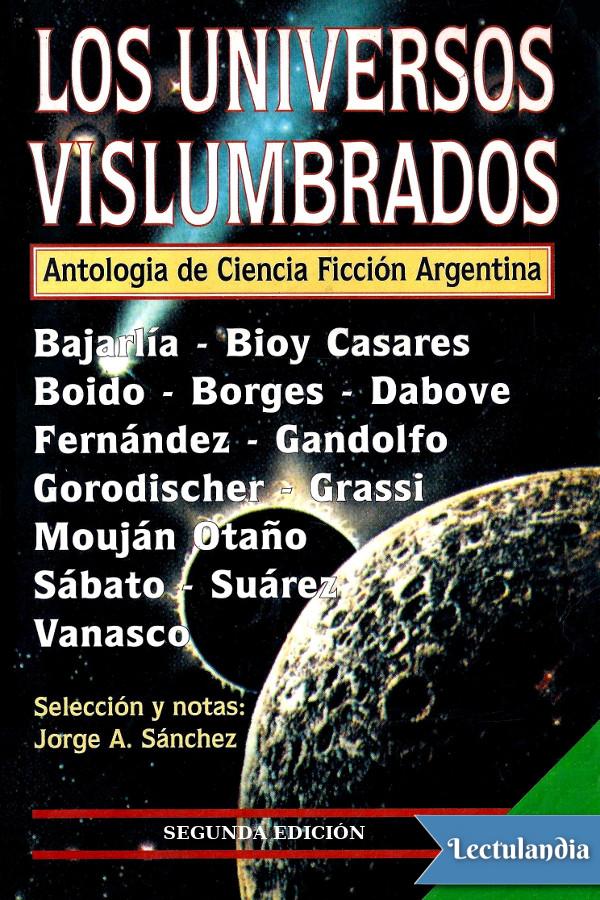 LOS UNIVERSOS
VISLUMBRADOS
Antologia de Ciencia Ficción Argentina
Bajarlía - Bioy Casares
Boido - Borges - Dabove
Fernández - Gandolfo
Gorodischer - Grassi
Mouján Otaño
Sábato - Suárez
Vanasco
Selección y notas:
Jorge A. Sánchez
SEGUNDA EDICIÓN
Lectulandia